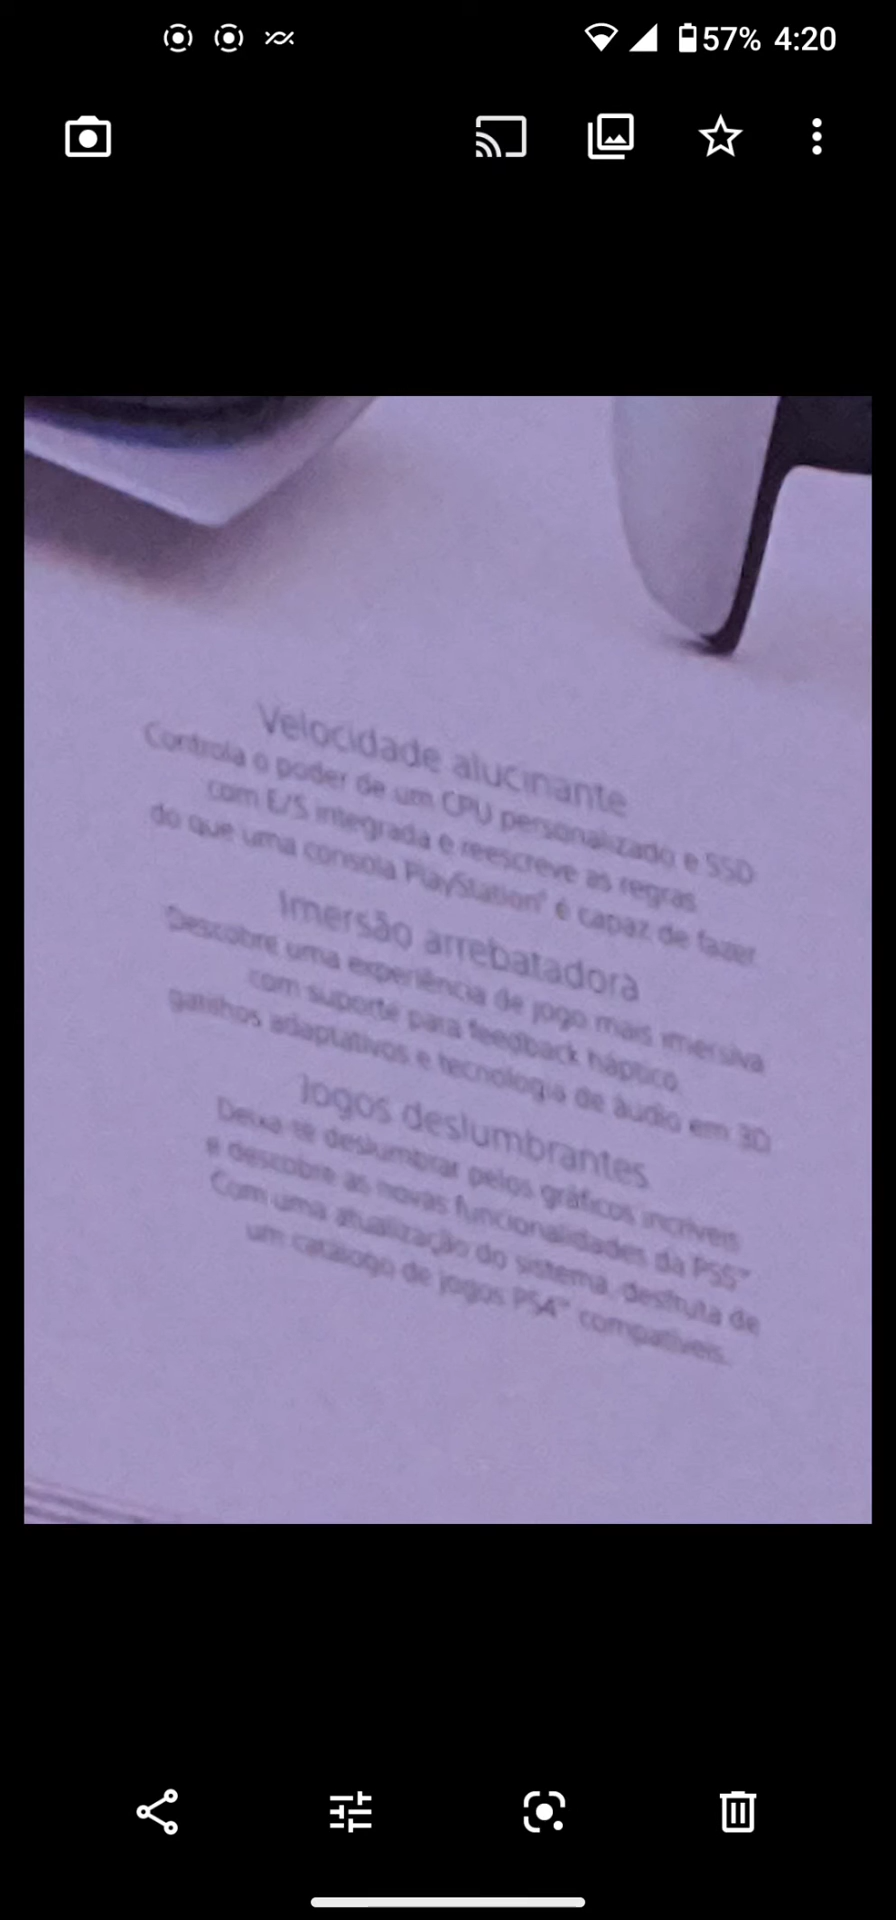 57% 4:20
Velocidade alucinante
Controla o poder de um CPU personalizado e SSD
com E/S integrada e reescreve as regras
do que uma consola PlayStation® é capaz de fazer
Imersão arrebatadora
Descobre uma experiência de jogo mais imersiva
com suporte para feedback háptico,
gatilhos adaptativos e tecnologia de áudio em 3D
Jogos deslumbrantes
Deixa-te deslumbrar pelos gráficos incríveis
e descobre as novas funcionalidades da PS5™
Com uma atualização do sistema, desfruta de
um catálogo de jogos PS4™ compatíveis.